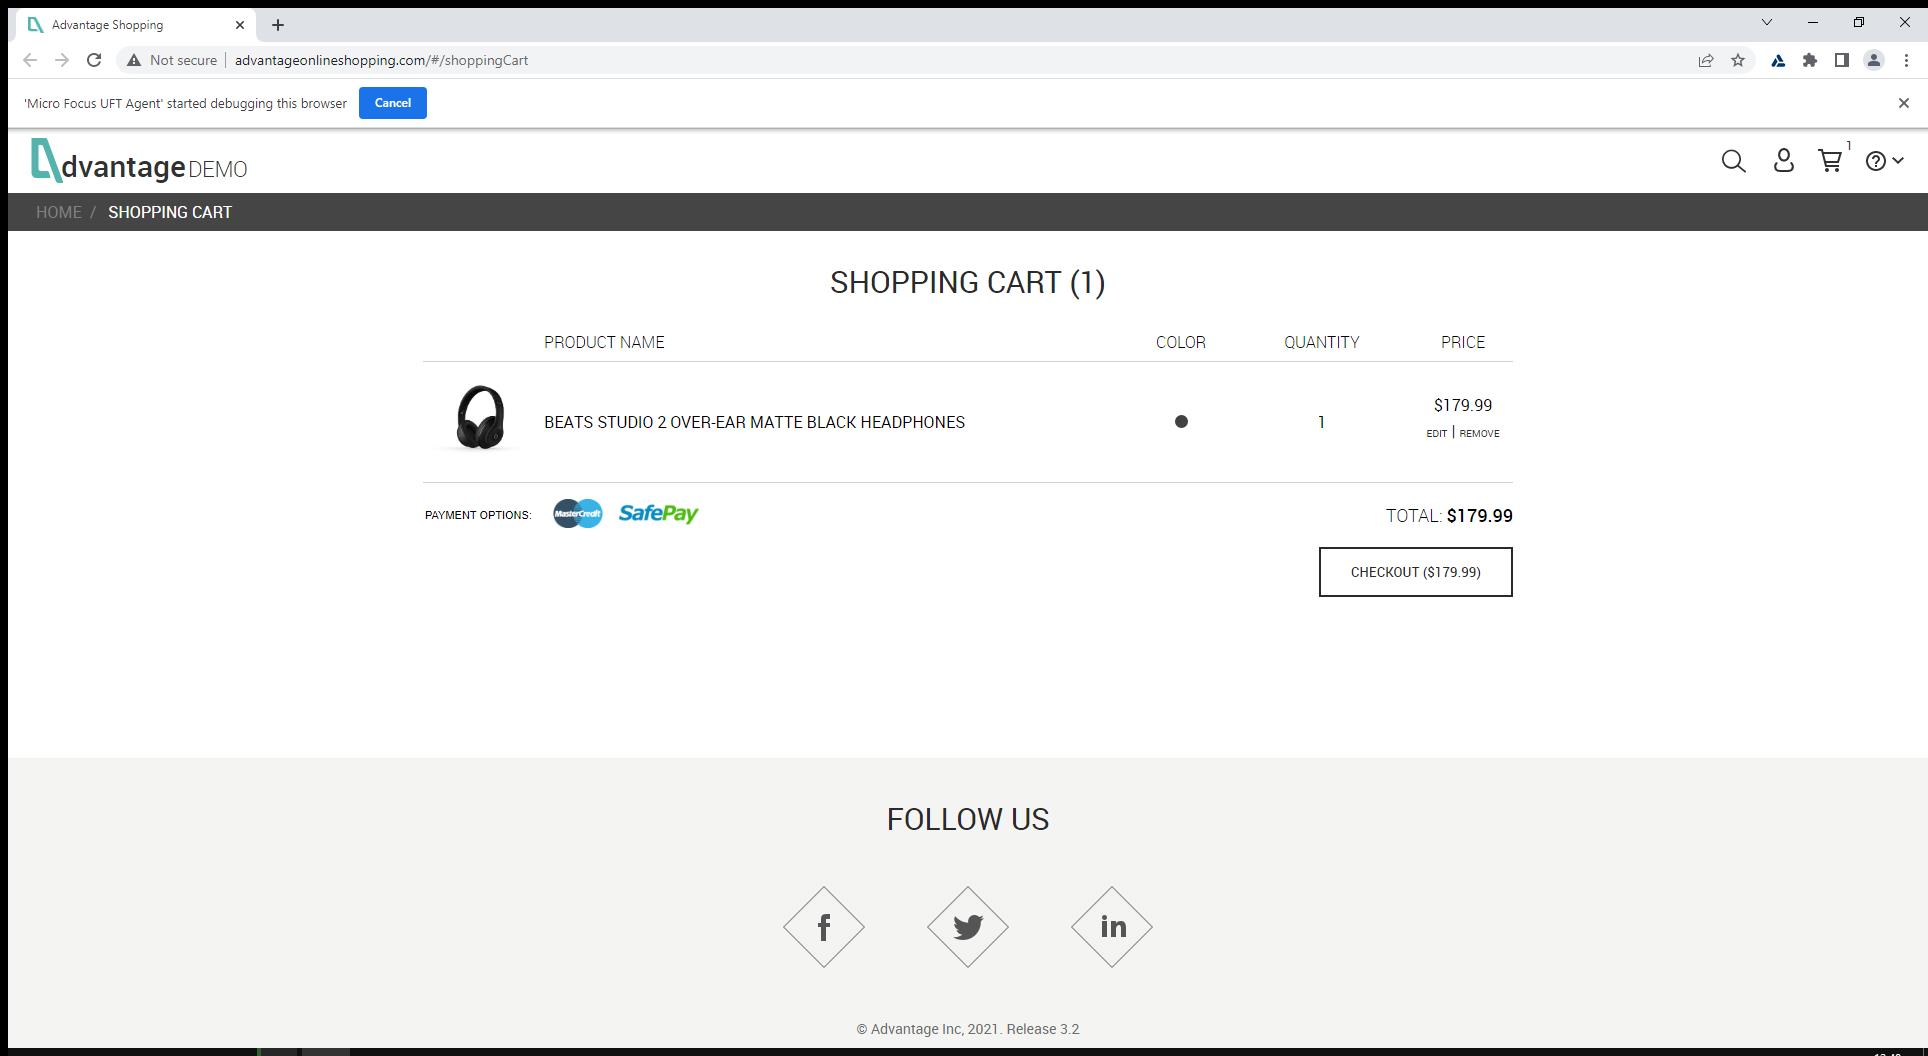 Advantage Shopping
Not secure advantageonlineshopping.com/#/shoppingCart
'Micro Focus UFT Agent' started debugging this browser Cancel
dvantage DEMO
1
HOME / SHOPPING CART
SHOPPING CART (1)
PRODUCT NAME COLOR QUANTITY PRICE
BEATS STUDIO 2 OVER-EAR MATTE BLACK HEADPHONES 1 $179.99
EDIT | REMOVE
PAYMENT OPTIONS: MasterCredit SafePay TOTAL: $179.99
CHECKOUT ($179.99)
FOLLOW US
f in
© Advantage Inc, 2021. Release 3.2